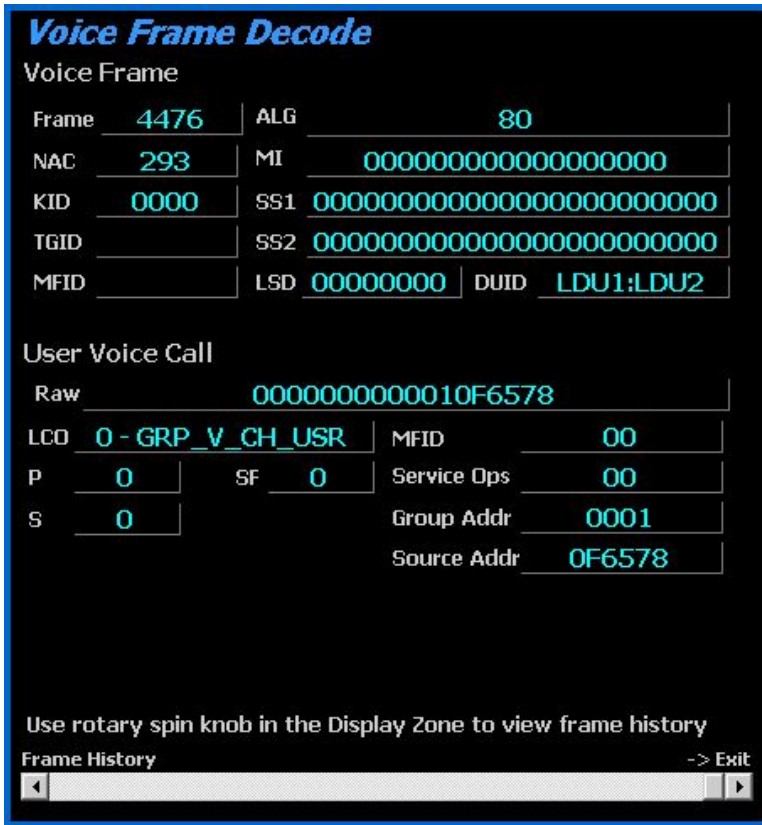 Voice Frame Decode
Voice Frame
Frame 4476 ALG 80
NAC 293 MI 000000000000000000
KID 0000 SS1 000000000000000000000000
TGID SS2 000000000000000000000000
MFID LSD 00000000 DUID LDU1:LDU2
User Voice Call
Raw 0000000000010F6578
LCO 0 - GRP_V_CH_USR MFID 00
P 0 SF 0 Service Ops 00
S 0 Group Addr 0001
Source Addr 0F6578
Use rotary spin knob in the Display Zone to view frame history
Frame History -> Exit